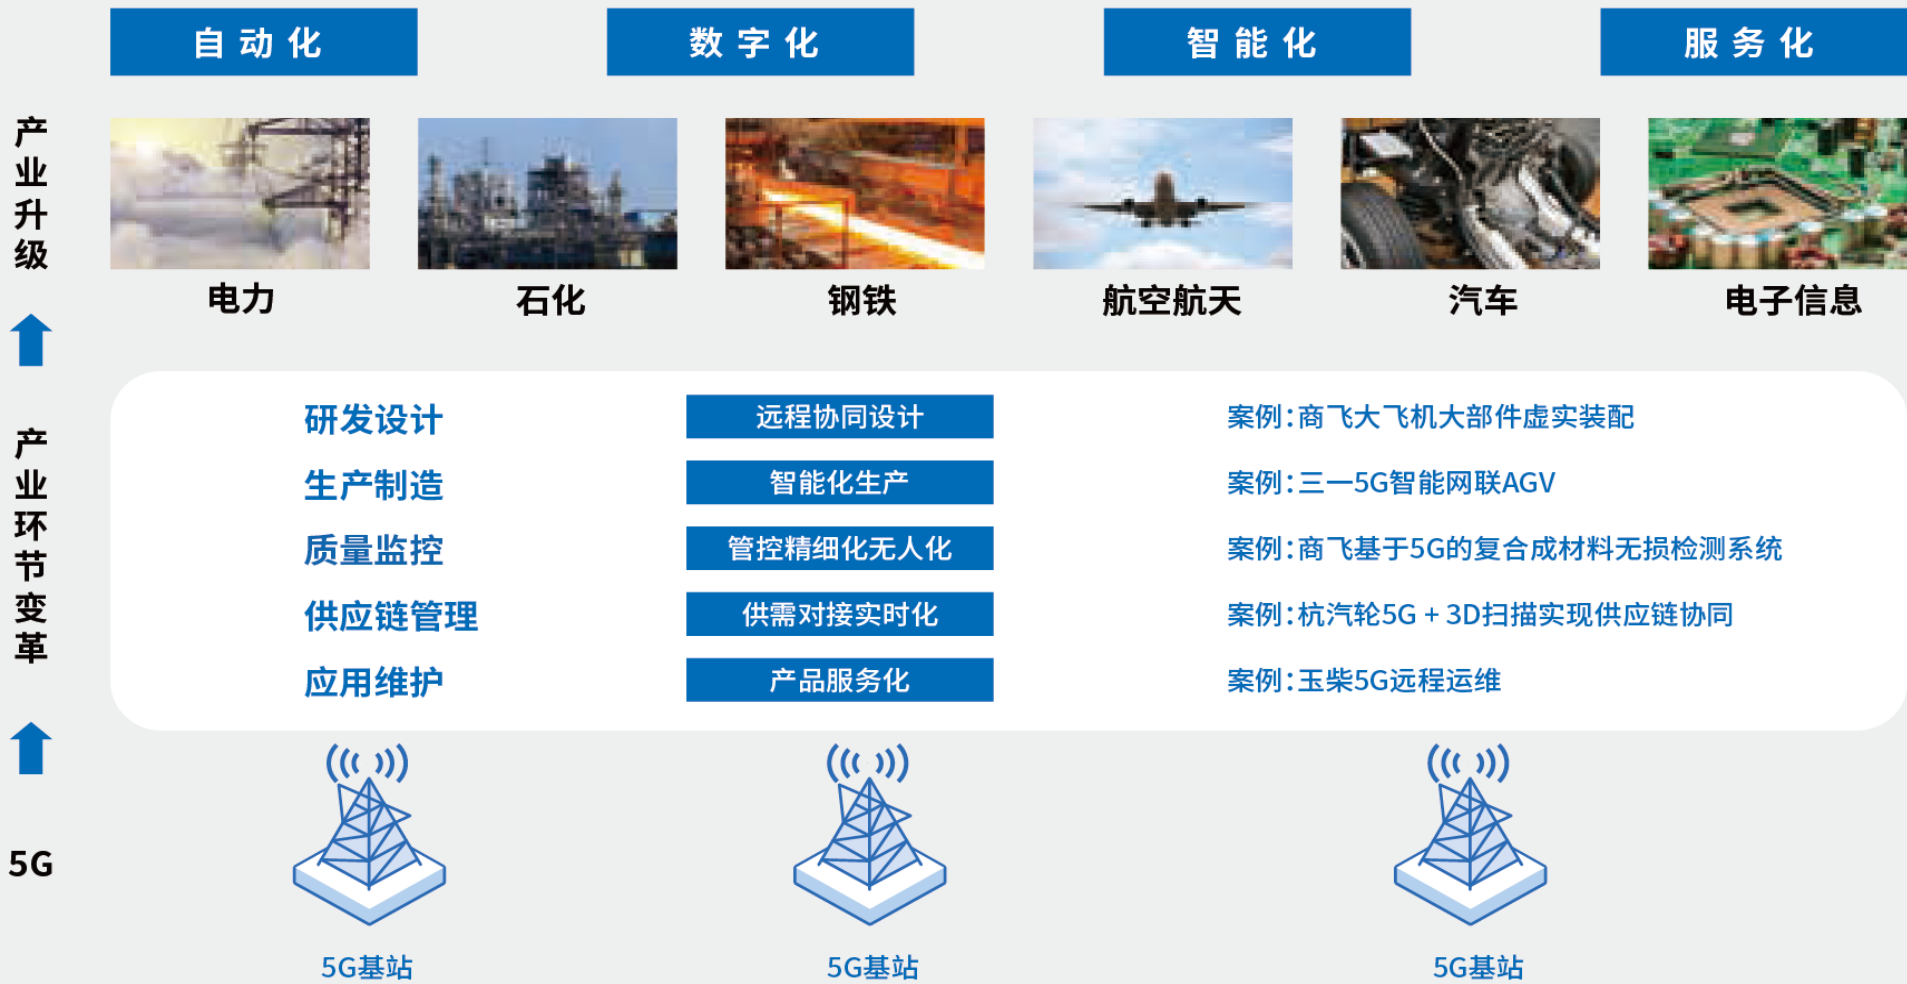 自动化
数字化
智能化
服务化
产业升级
电力
石化
钢铁
航空航天
汽车
电子信息
产业环节变革
研发设计
远程协同设计
案例：商飞大飞机大部件虚实装配
生产制造
智能化生产
案例：三一5G智能网联AGV
质量监控
管控精细化无人化
案例：商飞基于5G的复合成材料无损检测系统
供应链管理
供需对接实时化
案例：杭汽轮5G + 3D扫描实现供应链协同
应用维护
产品服务化
案例：玉柴5G远程运维
5G
5G基站
5G基站
5G基站